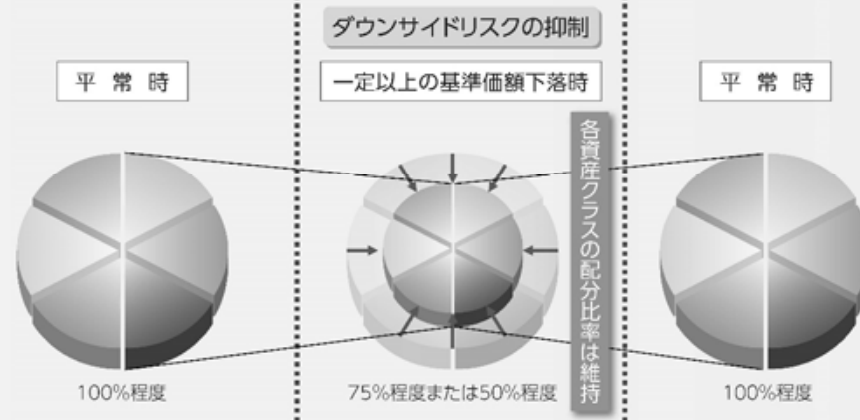 ダウンサイドリスクの抑制
平常時
一定以上の基準価額下落時
平常時
各資産クラスの配分比率は維持
100%程度
75%程度または50%程度
100%程度